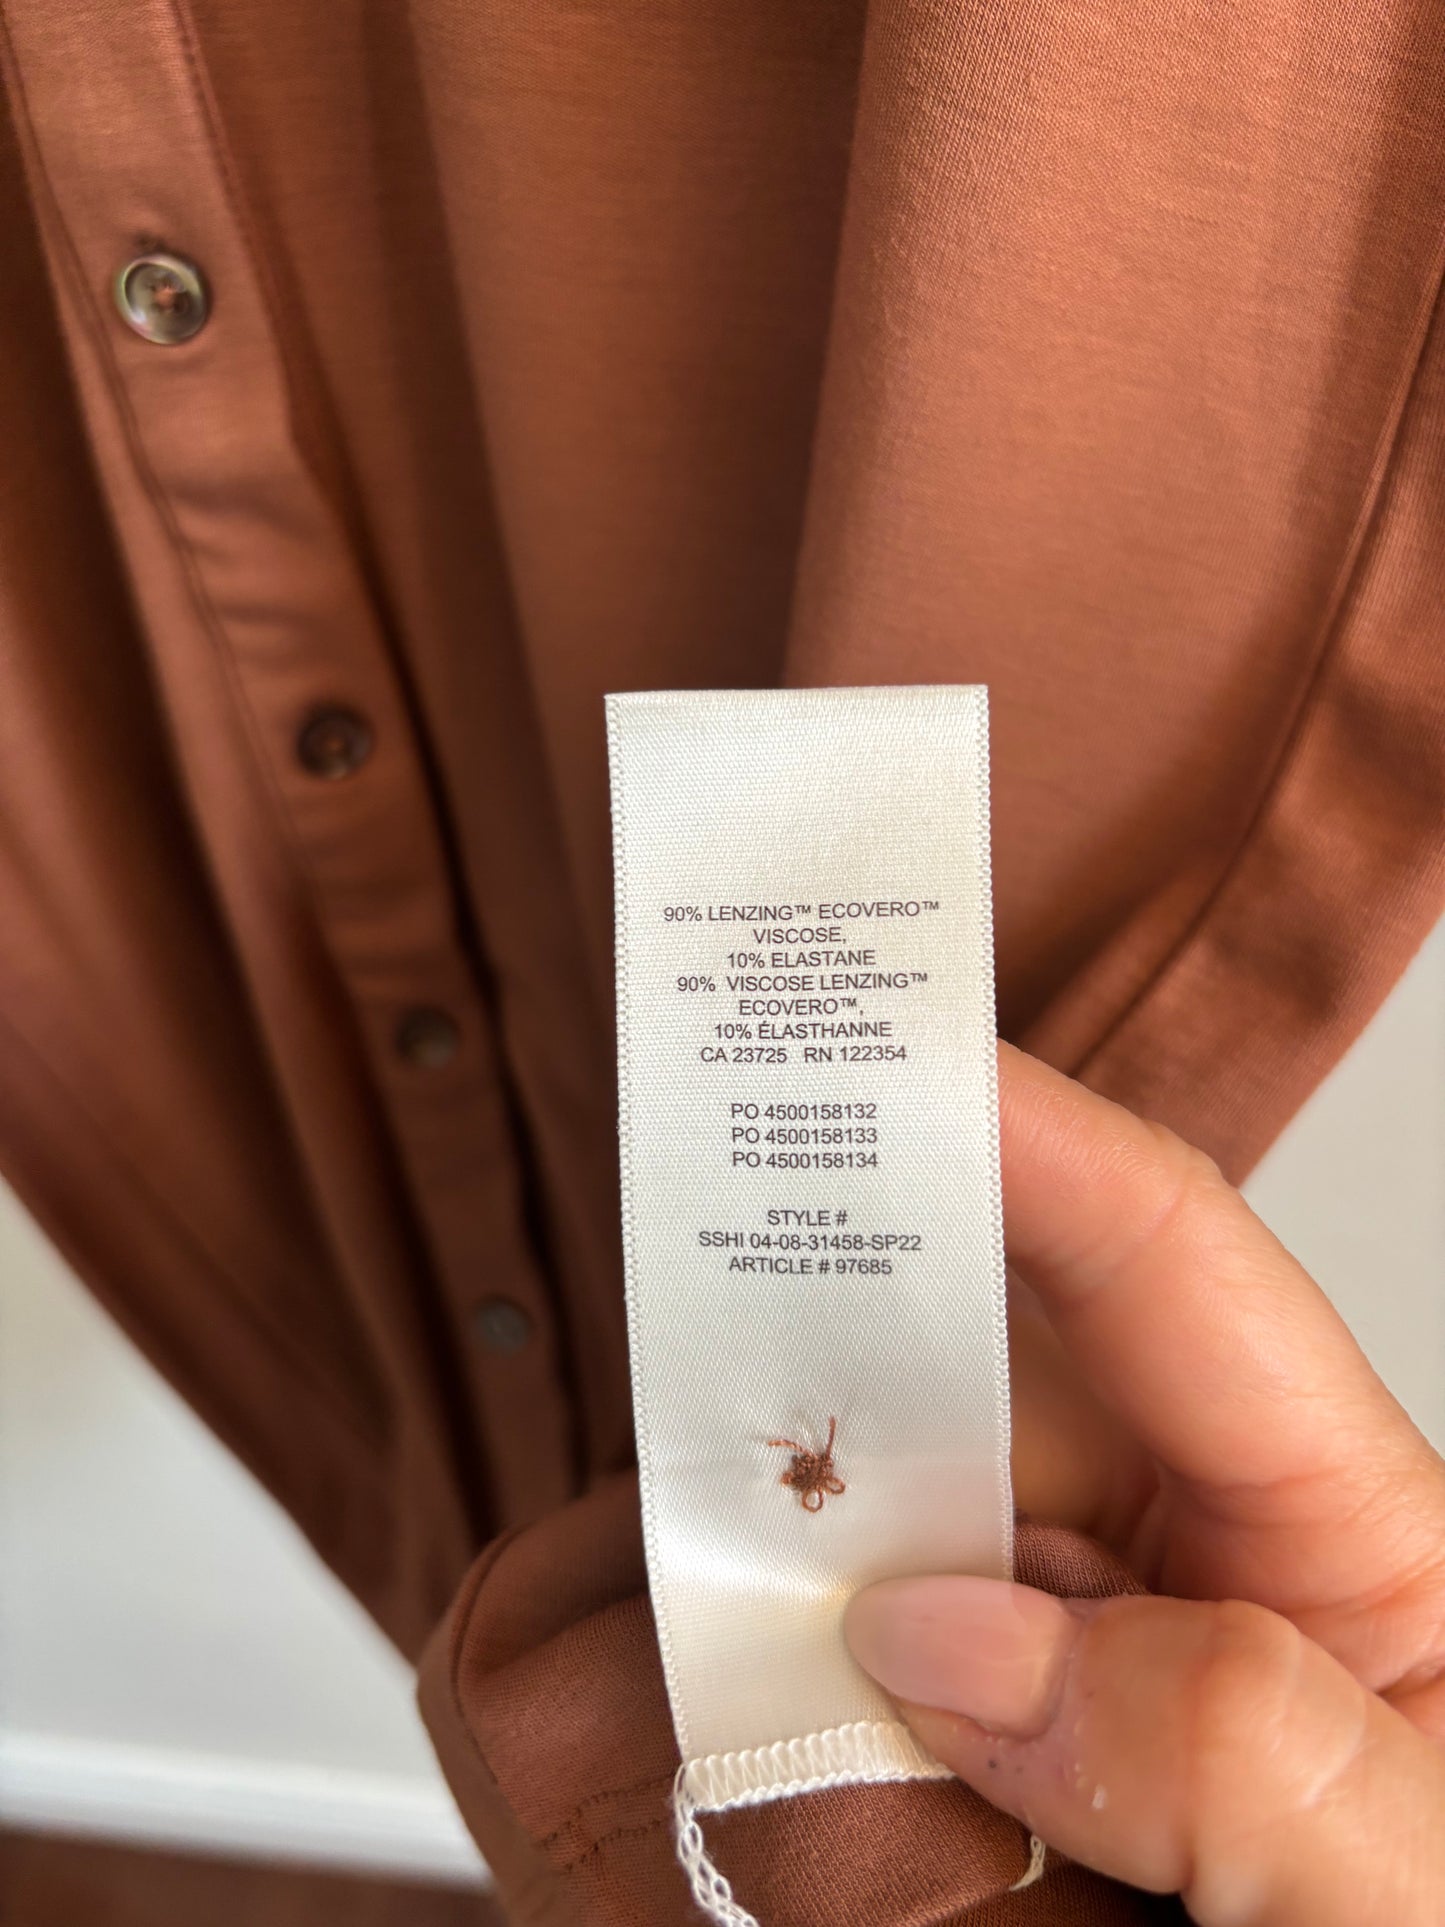 90% LENZING™ ECOVERO™
VISCOSE,
10% ELASTANE
90% VISCOSE LENZING™
ECOVERO™,
10% ÉLASTHANNE
CA 23725 RN 122354
PO 4500158132
PO 4500158133
PO 4500158134
STYLE #
SSHI 04-08-31458-SP22
ARTICLE # 97685